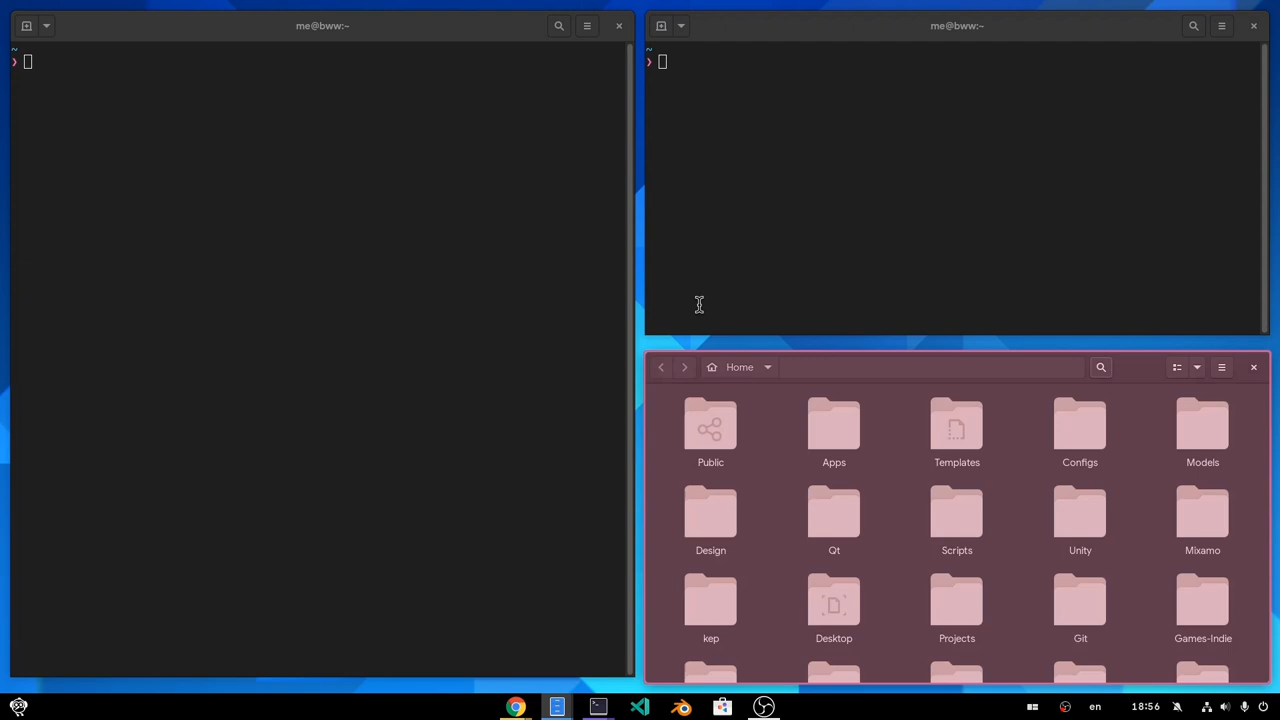 me@bww:~
~
❯
me@bww:~
~
❯
Home
Public
Apps
Templates
Configs
Models
Design
Qt
Scripts
Unity
Mixamo
kep
Desktop
Projects
Git
Games-Indie
en
18:56